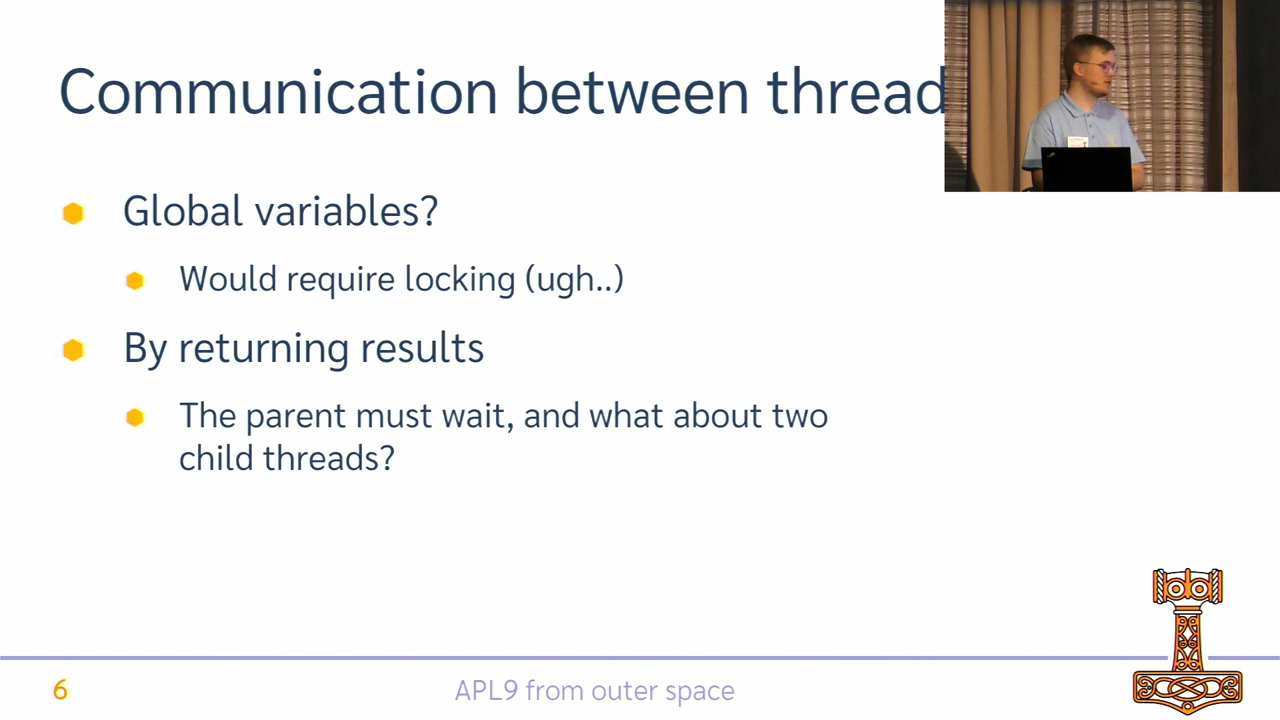 Communication between thread
Global variables?
Would require locking (ugh..)
By returning results
The parent must wait, and what about two
child threads?
6
APL9 from outer space